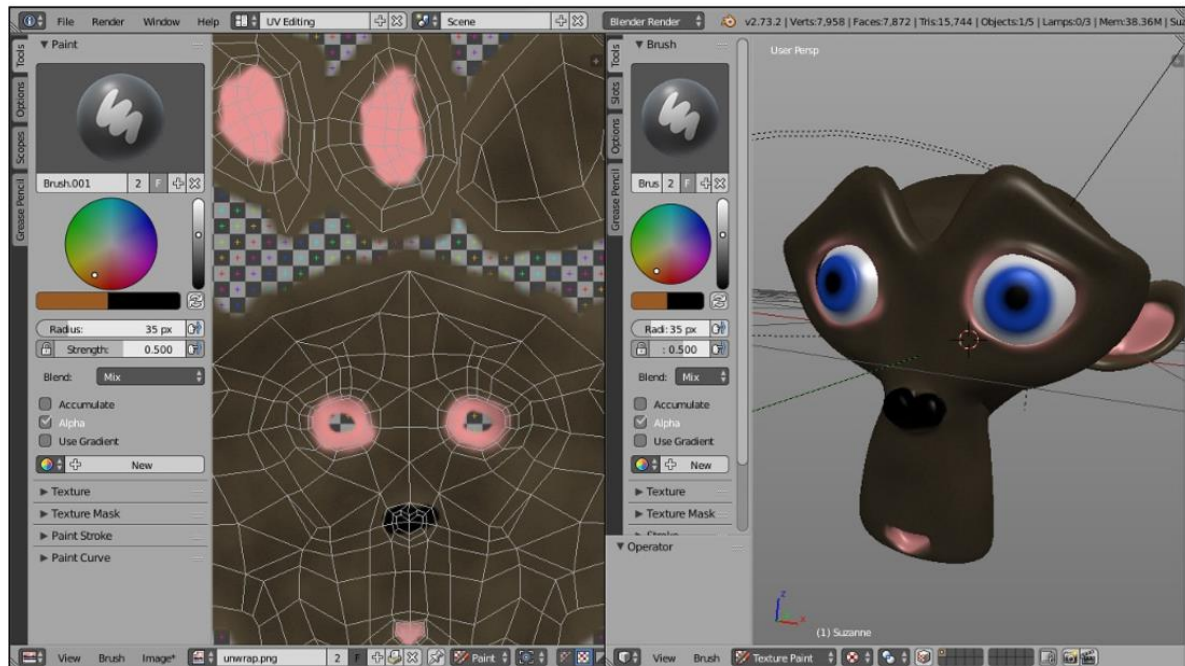 File Render Window Help UV Editing Scene Blender Render v2.73.2 | Verts:7,958 | Faces:7,872 | Tris:15,744 | Objects:1/5 | Lamps:0/3 | Mem:38.36M |
Tools
Options
Scopes
Grease Pencil
Paint
Brush.001 2 F
Radius: 35 px
Strength: 0.500
Blend: Mix
Accumulate
Alpha
Use Gradient
New
Texture
Texture Mask
Paint Stroke
Paint Curve
View Brush Image* unwrap.png 2 F Paint
Tools
Slots
Options
Grease Pencil
Brush
Brus 2 F
Radi: 35 px
: 0.500
Blend: Mix
Accumulate
Alpha
Use Gradient
New
Texture
Texture Mask
Operator
User Persp
z
x
(1) Suzanne
View Brush Texture Paint